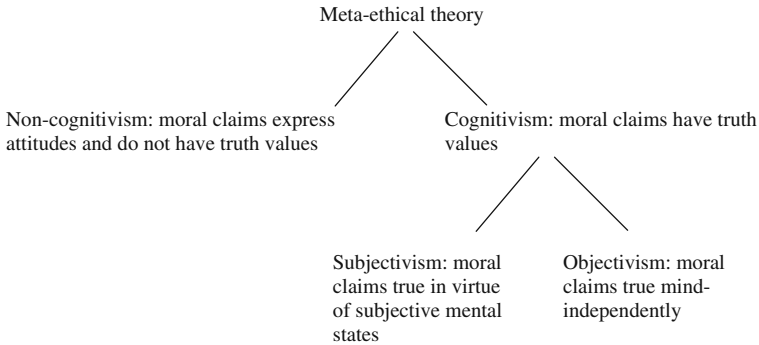 Meta-ethical theory
Non-cognitivism: moral claims express
attitudes and do not have truth values
Cognitivism: moral claims have truth
values
Subjectivism: moral
claims true in virtue
of subjective mental
states
Objectivism: moral
claims true mind-
independently